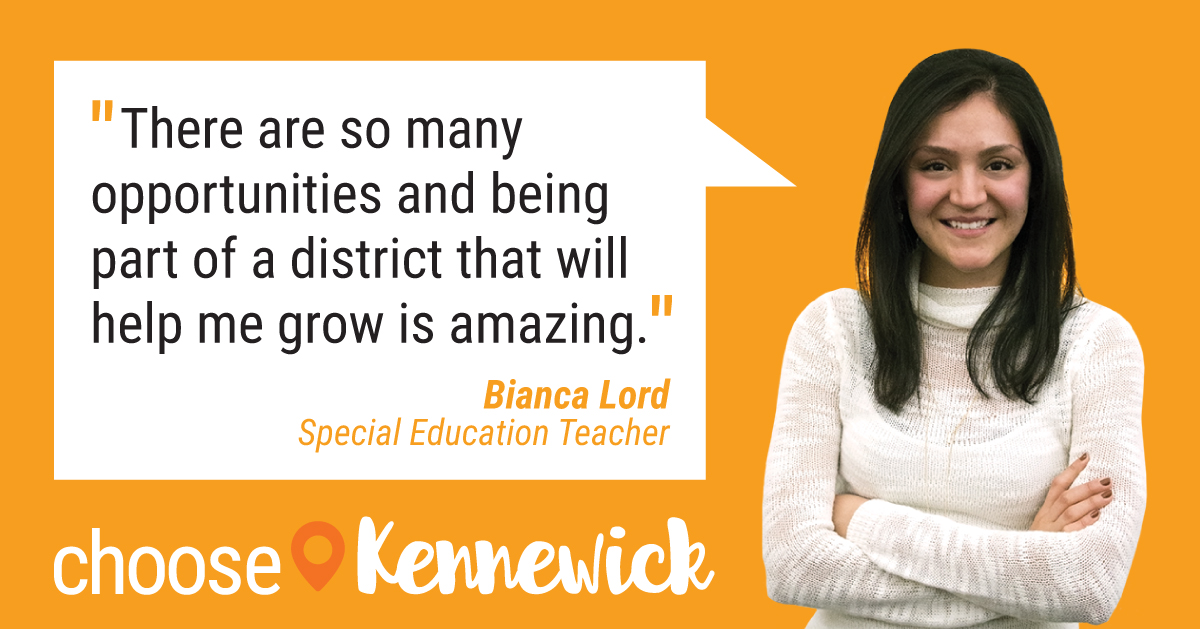 "There are so many
opportunities and being
part of a district that will
help me grow is amazing."
Bianca Lord
Special Education Teacher
choose Kennewick